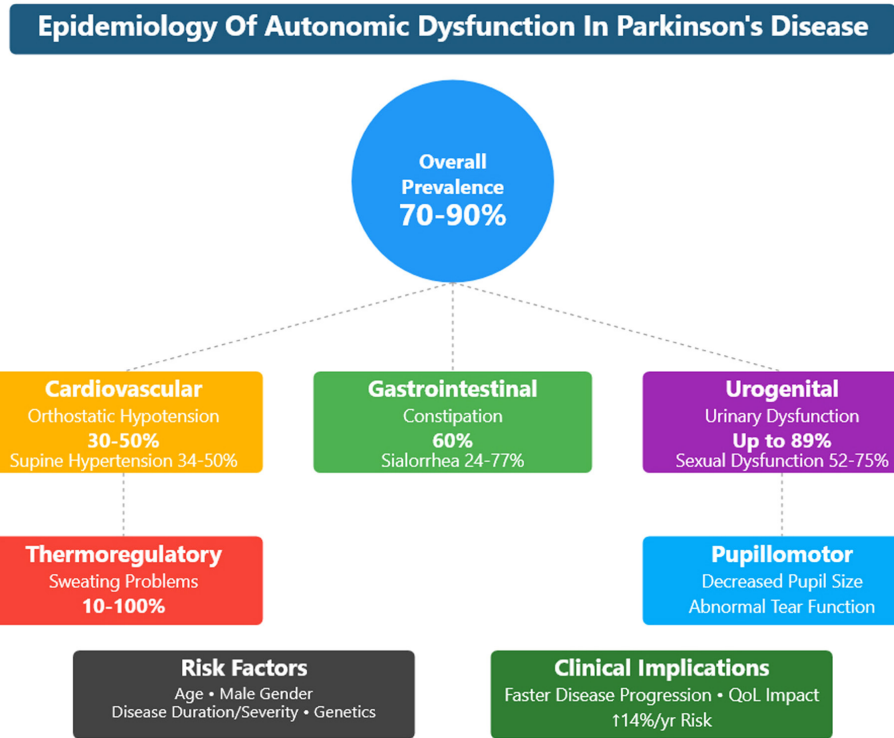 Epidemiology Of Autonomic Dysfunction In Parkinson's Disease
Overall
Prevalence
70-90%
Cardiovascular
Orthostatic Hypotension
30-50%
Supine Hypertension 34-50%
Gastrointestinal
Constipation
60%
Sialorrhea 24-77%
Urogenital
Urinary Dysfunction
Up to 89%
Sexual Dysfunction 52-75%
Thermoregulatory
Sweating Problems
10-100%
Pupillomotor
Decreased Pupil Size
Abnormal Tear Function
Risk Factors
Age • Male Gender
Disease Duration/Severity • Genetics
Clinical Implications
Faster Disease Progression • QoL Impact
↑14%/yr Risk